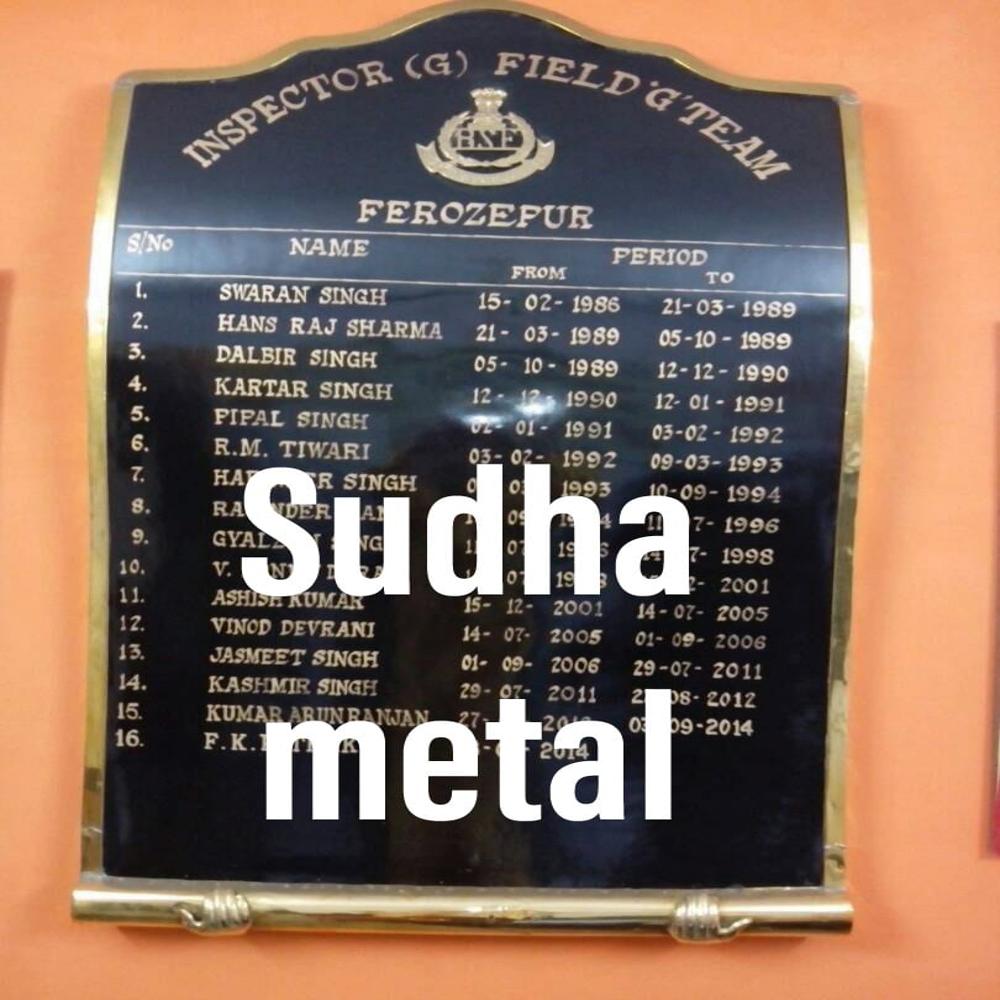 INSPECTOR (G) FIELD 'G' TEAM
BSF
FEROZEPUR
S/No NAME PERIOD
FROM TO
1. SWARAN SINGH 15- 02- 1986 21-03-1989
2. HANS RAJ SHARMA 21- 03- 1989 05-10-1989
3. DALBIR SINGH 05- 10- 1989 12-12-1990
4. KARTAR SINGH 12- 12- 1990 12-01-1991
5. PIPAL SINGH 01- 1991 03-02-1992
6. R.M. TIWARI 03- 02- 1992 09-03-1993
7. SINGH 1993 10-09-1994
8. 1996
9. 1998
10. V. 2001
11. ASHISH KUMAR 15- 12- 2001 14-07-2005
12. VINOD DEVRANI 14- 07- 2005 01-09-2006
13. JASMEET SINGH 01- 09- 2006 29-07-2011
14. KASHMIR SINGH 29- 07- 2011 08-2012
15. KUMAR ARUN RANJAN 27- 09-2014
16. F.K. 2014
Sudha
metal